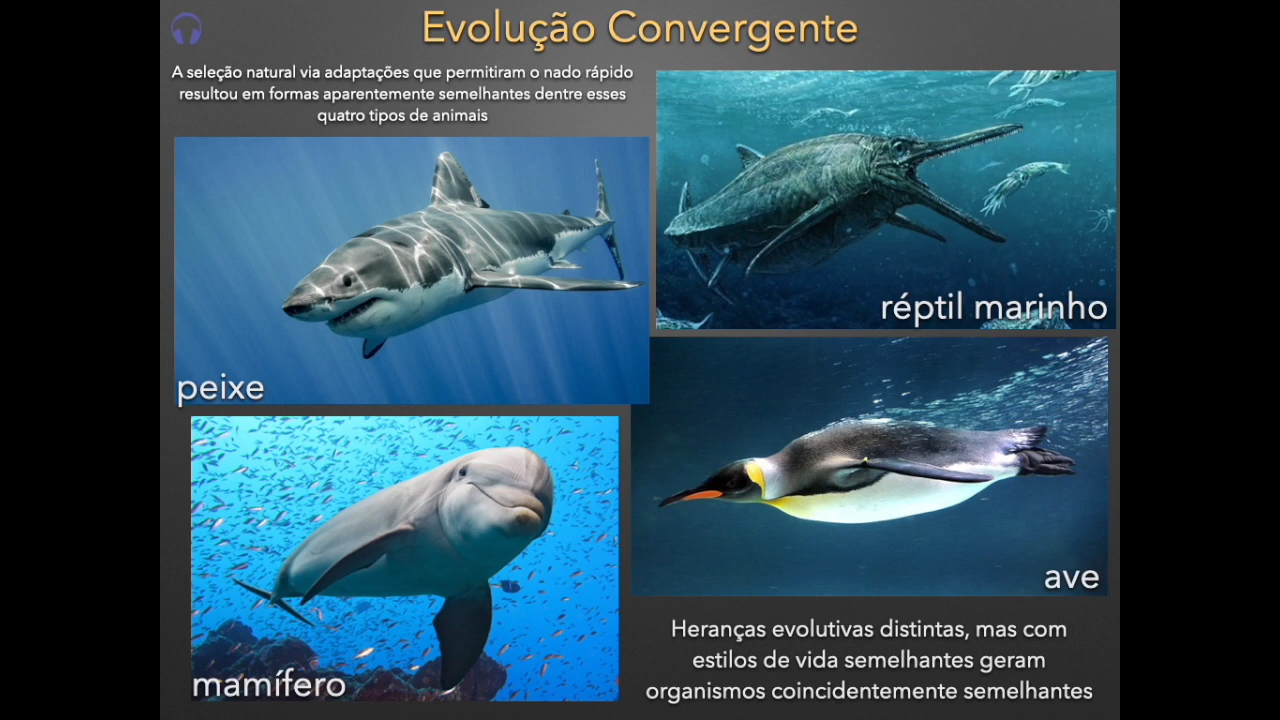 Evolução Convergente
A seleção natural via adaptações que permitiram o nado rápido
resultou em formas aparentemente semelhantes dentre esses
quatro tipos de animais
réptil marinho
peixe
ave
mamífero
Heranças evolutivas distintas, mas com
estilos de vida semelhantes geram
organismos coincidentemente semelhantes